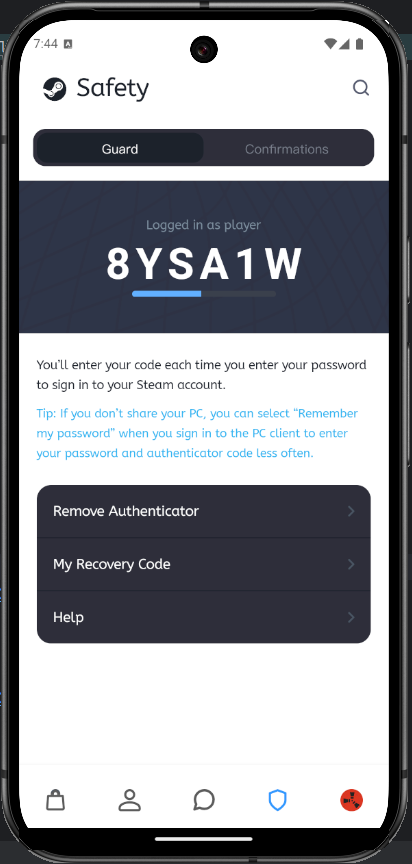 7:44 A
Safety
Guard Confirmations
Logged in as player
8YSA1W
You'll enter your code each time you enter your password
to sign in to your Steam account.
Tip: If you don't share your PC, you can select "Remember
my password" when you sign in to the PC client to enter
your password and authenticator code less often.
Remove Authenticator
My Recovery Code
Help